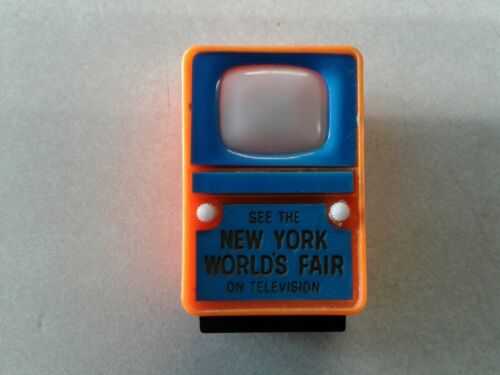 SEE THE
NEW YORK
WORLD'S FAIR
ON TELEVISION